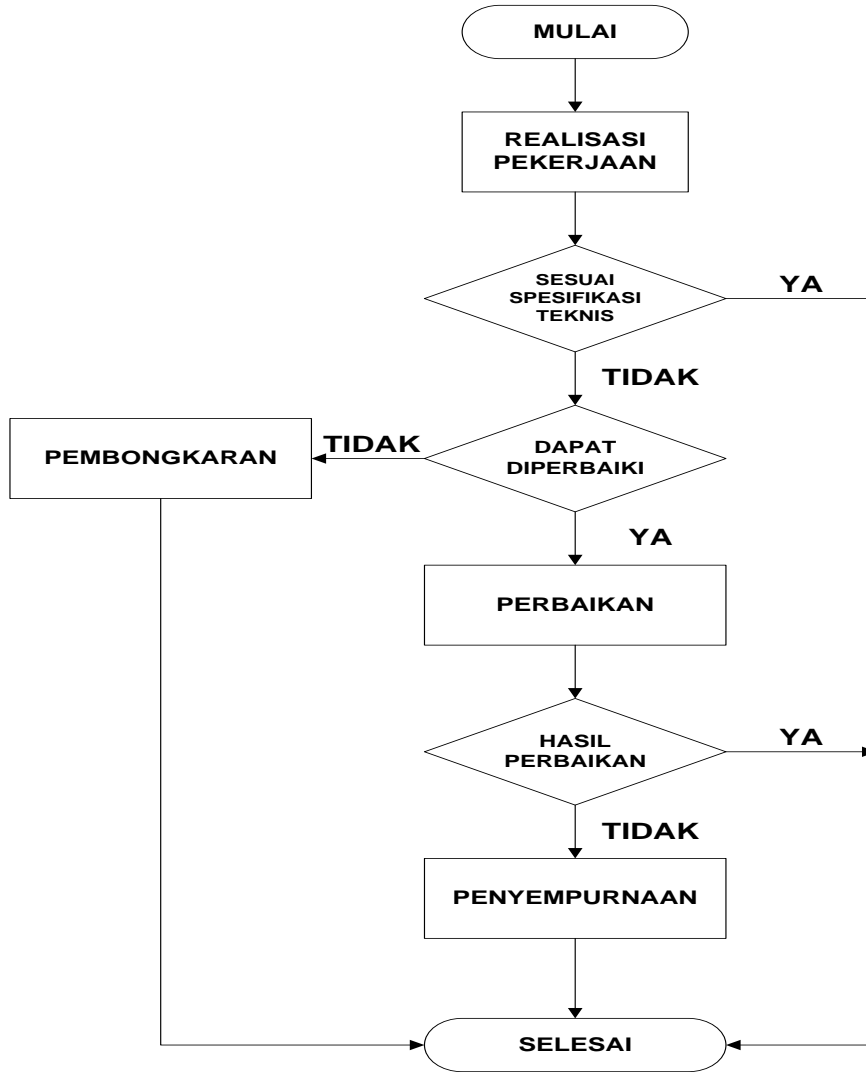 MULAI
REALISASI
PEKERJAAN
SESUAI
SPESIFIKASI
TEKNIS
YA
TIDAK
DAPAT
DIPERBAIKI
TIDAK
PEMBONGKARAN
YA
PERBAIKAN
HASIL
PERBAIKAN
YA
TIDAK
PENYEMPURNAAN
SELESAI